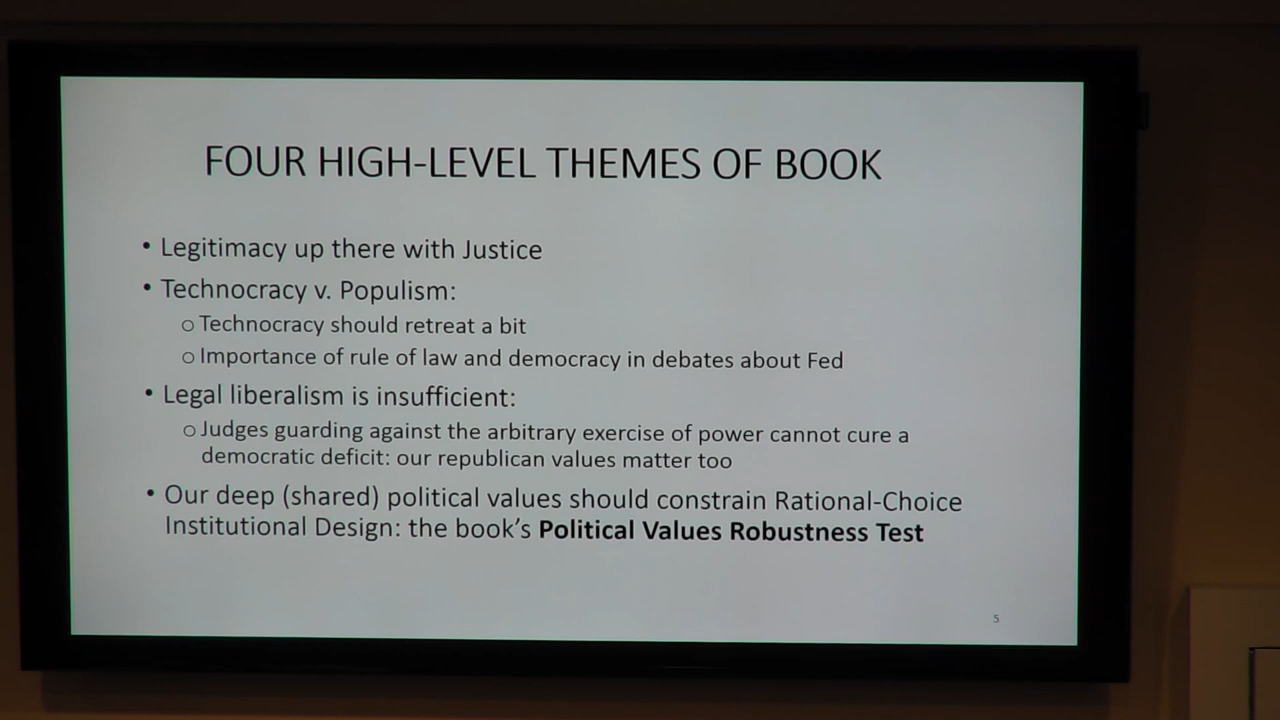 FOUR HIGH-LEVEL THEMES OF BOOK
• Legitimacy up there with Justice
• Technocracy v. Populism:
o Technocracy should retreat a bit
o Importance of rule of law and democracy in debates about Fed
• Legal liberalism is insufficient:
o Judges guarding against the arbitrary exercise of power cannot cure a
democratic deficit: our republican values matter too
• Our deep (shared) political values should constrain Rational-Choice
Institutional Design: the book’s Political Values Robustness Test
5